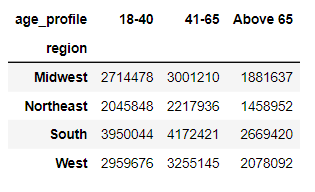 age_profile 18-40 41-65 Above 65
region
Midwest 2714478 3001210 1881637
Northeast 2045848 2217936 1458952
South 3950044 4172421 2669420
West 2959676 3255145 2078092